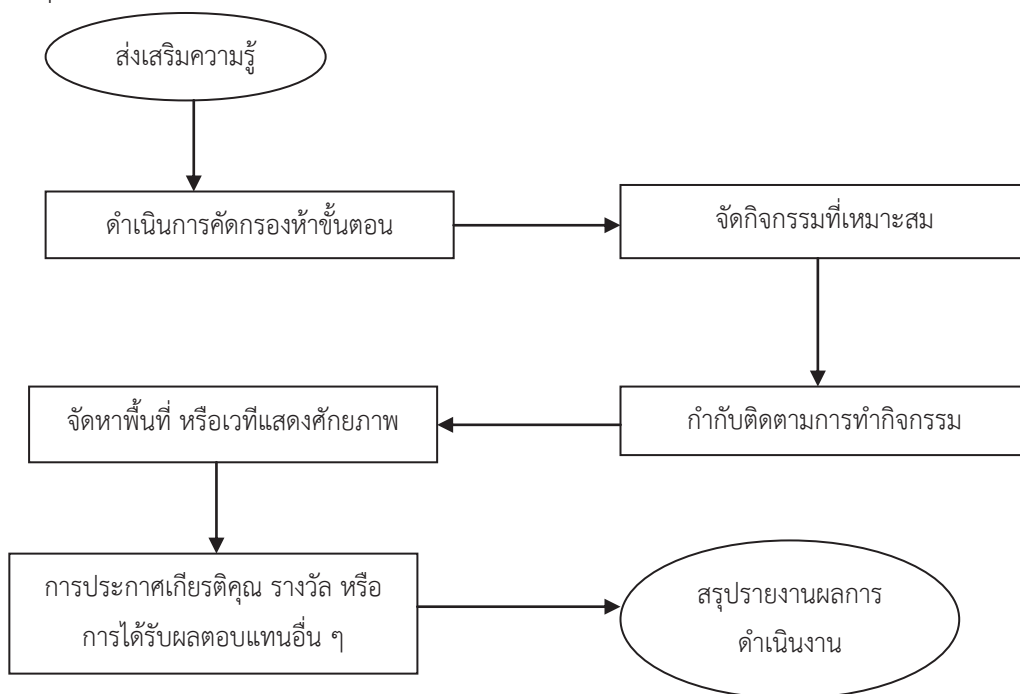 ส่งเสริมความรู้
ดำเนินการคัดกรองห้าขั้นตอน
จัดกิจกรรมที่เหมาะสม
กำกับติดตามการทำกิจกรรม
จัดหาพื้นที่ หรือเวทีแสดงศักยภาพ
การประกาศเกียรติคุณ รางวัล หรือ
การได้รับผลตอบแทนอื่น ๆ
สรุปรายงานผลการ
ดำเนินงาน